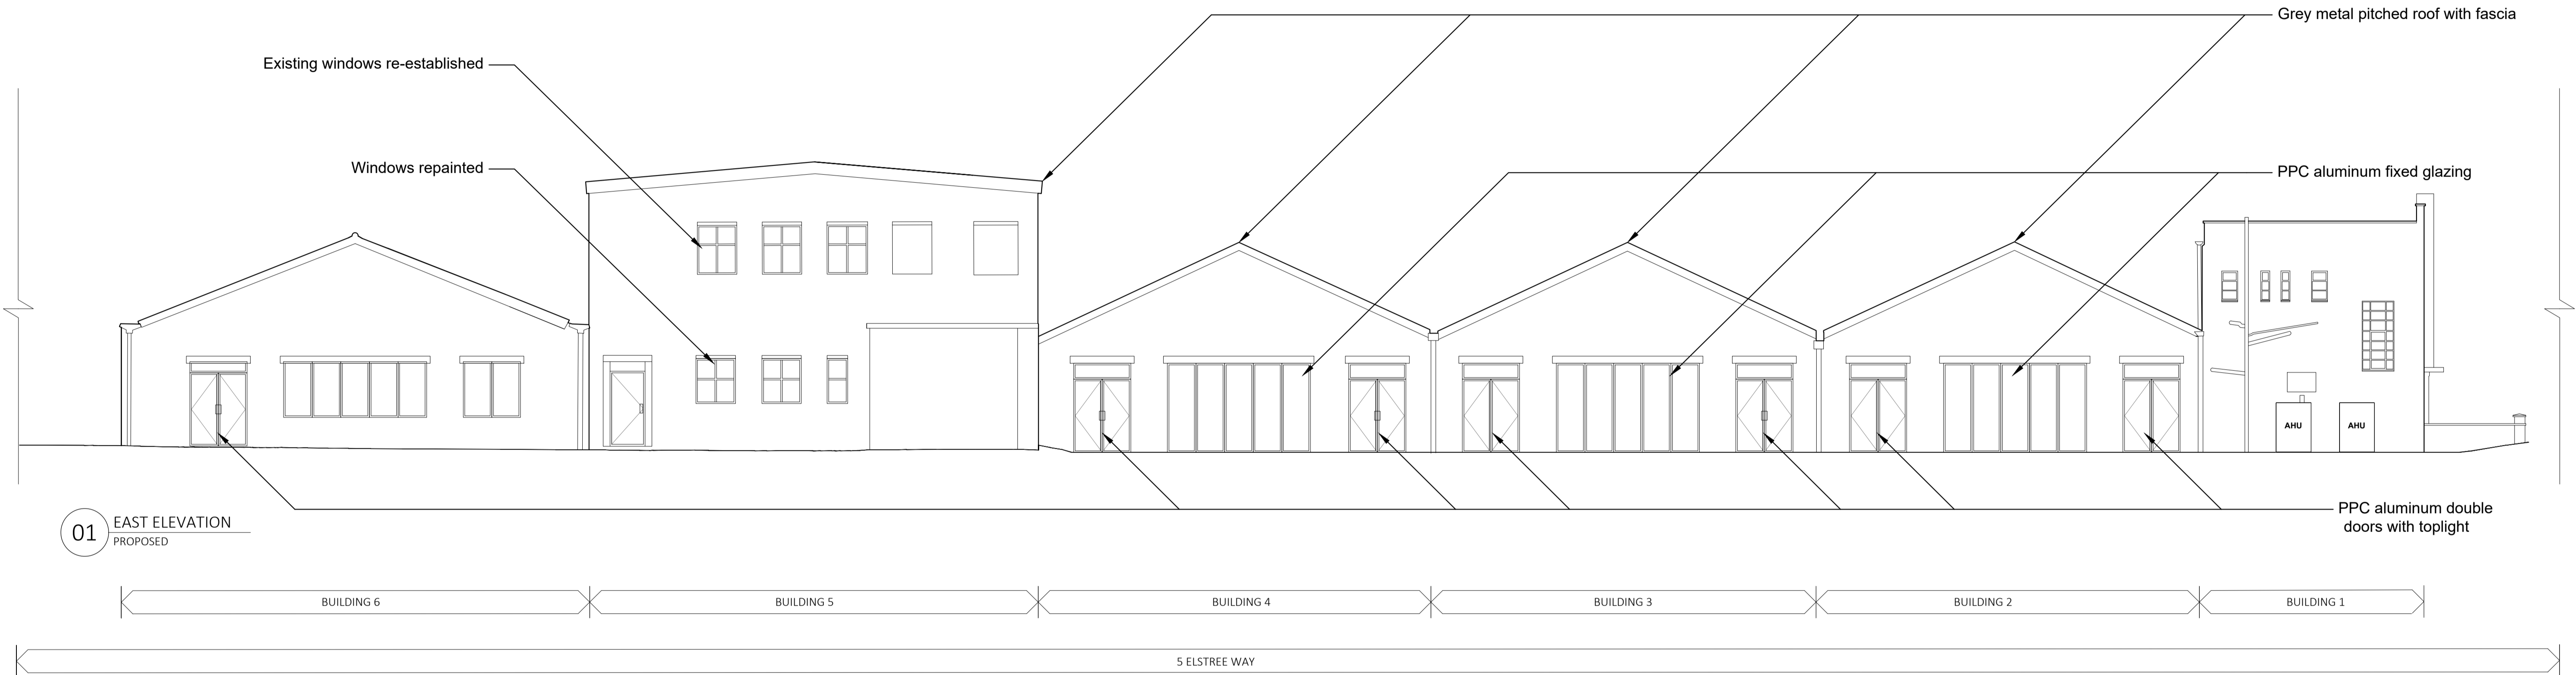 Grey metal pitched roof with fascia
Existing windows re-established
Windows repainted
PPC aluminum fixed glazing
AHU
AHU
PPC aluminum double
doors with toplight
01
EAST ELEVATION
PROPOSED
BUILDING 6
BUILDING 5
BUILDING 4
BUILDING 3
BUILDING 2
BUILDING 1
5 ELSTREE WAY